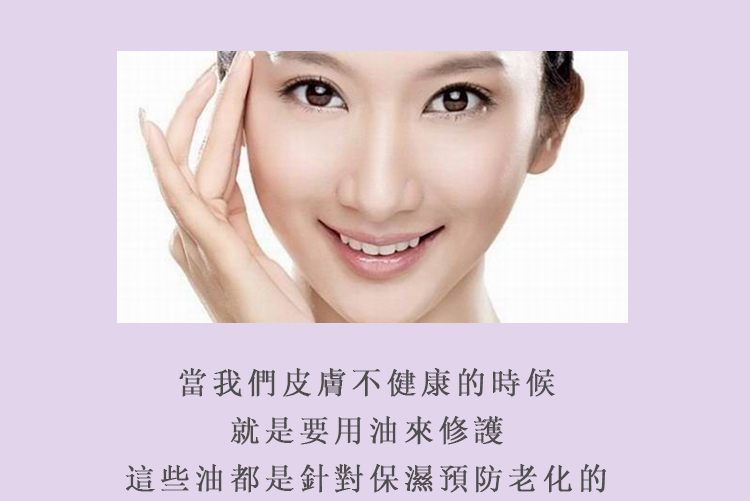 當我們皮膚不健康的時候
就是要用油來修護
這些油都是針對保濕預防老化的